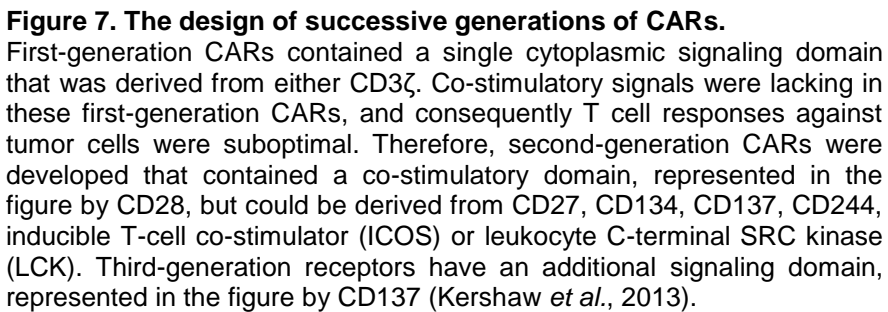 Figure 7. The design of successive generations of CARs.
First-generation CARs contained a single cytoplasmic signaling domain
that was derived from either CD3ζ. Co-stimulatory signals were lacking in
these first-generation CARs, and consequently T cell responses against
tumor cells were suboptimal. Therefore, second-generation CARs were
developed that contained a co-stimulatory domain, represented in the
figure by CD28, but could be derived from CD27, CD134, CD137, CD244,
inducible T-cell co-stimulator (ICOS) or leukocyte C-terminal SRC kinase
(LCK). Third-generation receptors have an additional signaling domain,
represented in the figure by CD137 (Kershaw et al., 2013).